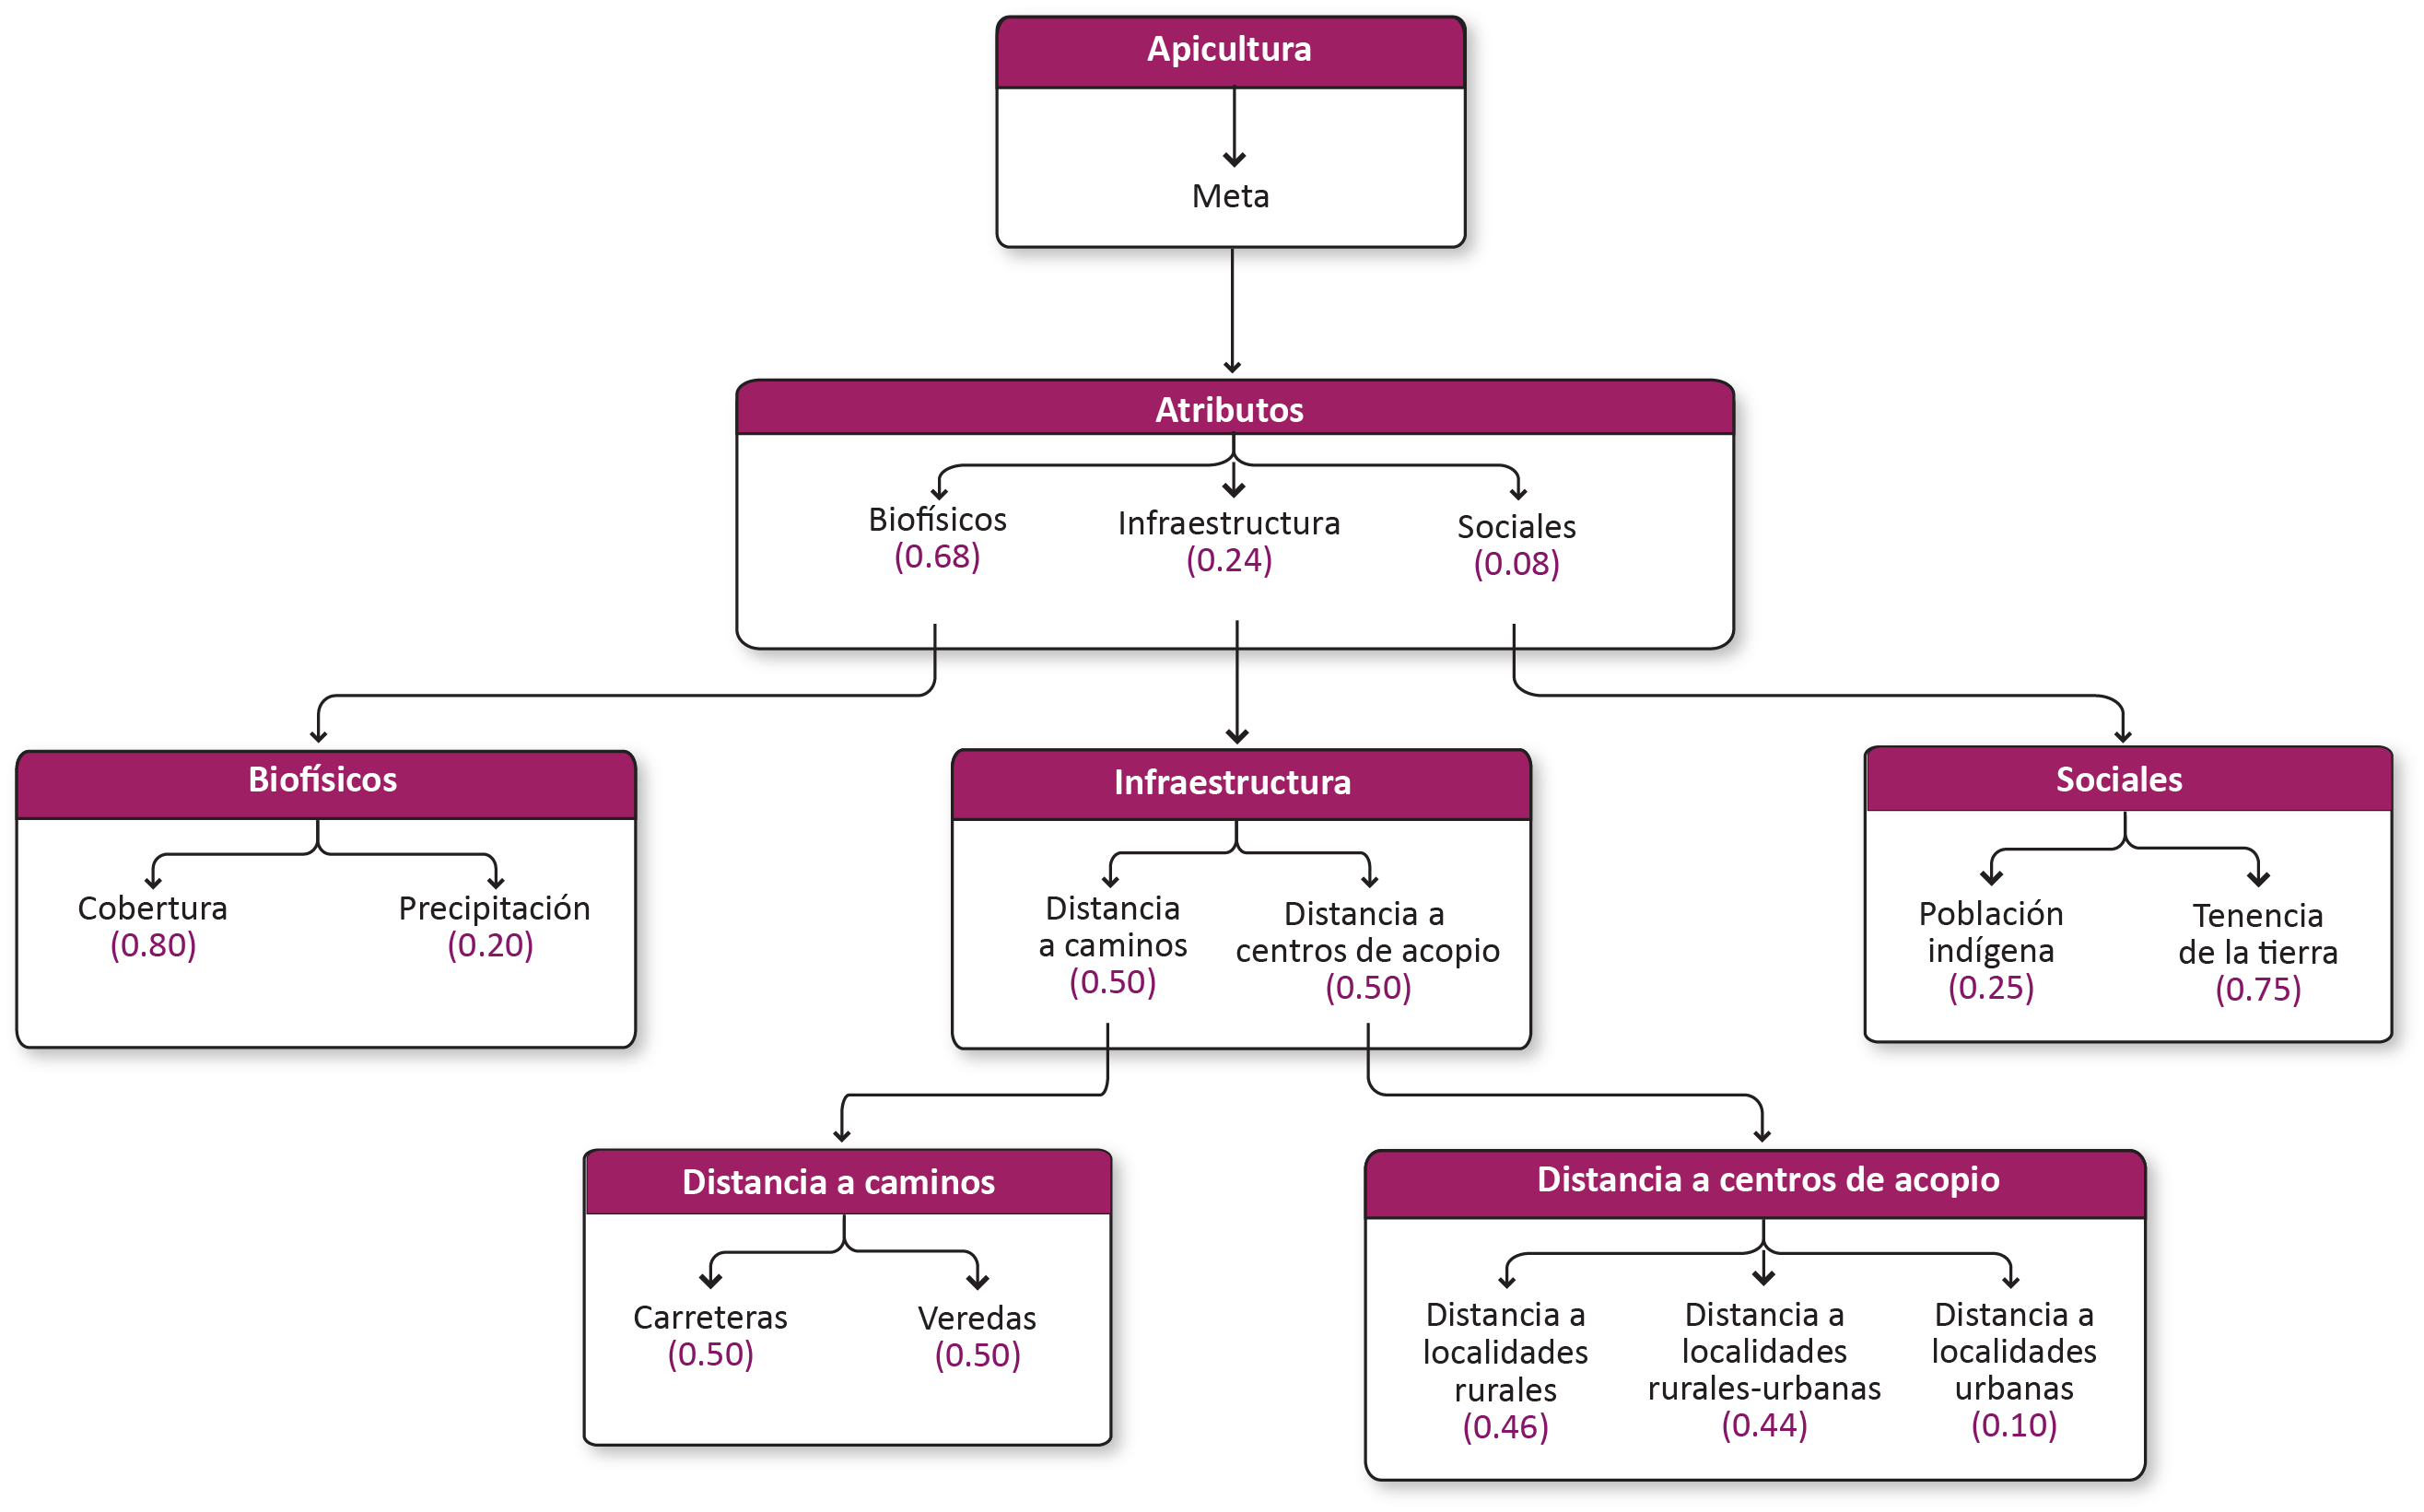 Apicultura
Meta
Atributos
Biofísicos
(0.68)
Infraestructura
(0.24)
Sociales
(0.08)
Biofísicos
Cobertura
(0.80)
Precipitación
(0.20)
Infraestructura
Distancia
a caminos
(0.50)
Distancia a
centros de acopio
(0.50)
Sociales
Población
indígena
(0.25)
Tenencia
de la tierra
(0.75)
Distancia a caminos
Carreteras
(0.50)
Veredas
(0.50)
Distancia a centros de acopio
Distancia a
localidades
rurales
(0.46)
Distancia a
localidades
rurales-urbanas
(0.44)
Distancia a
localidades
urbanas
(0.10)